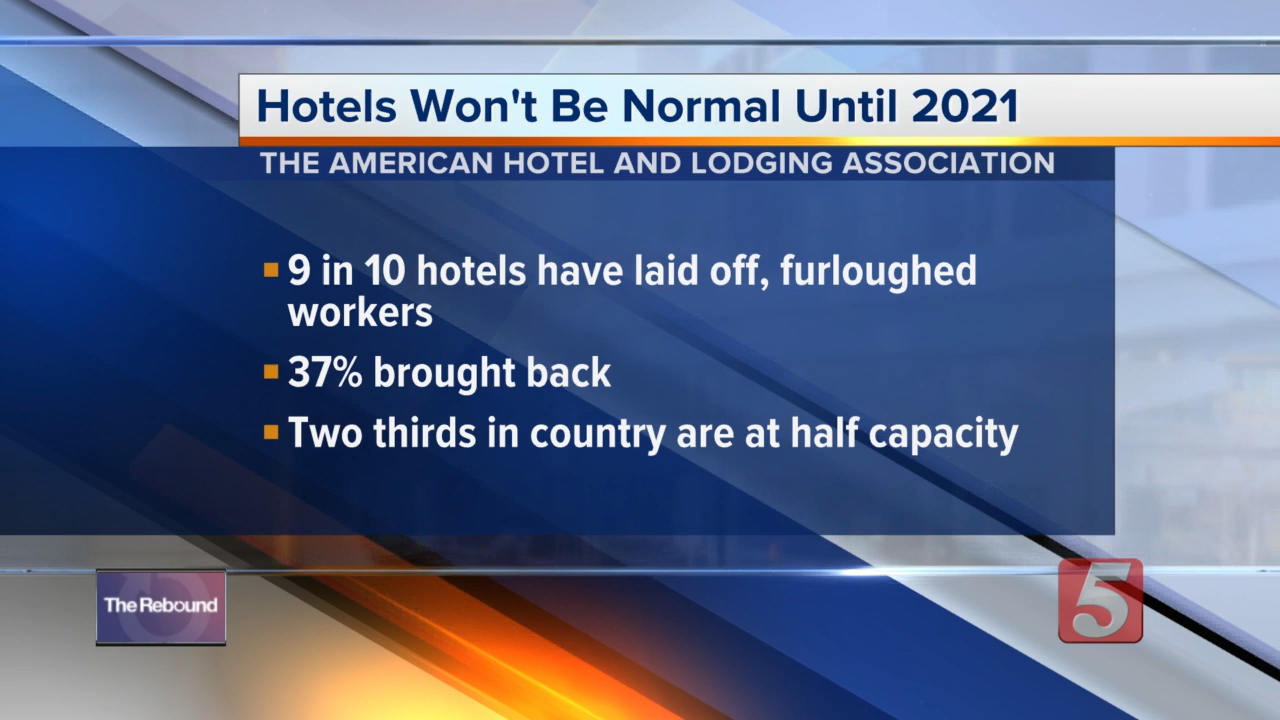 Hotels Won't Be Normal Until 2021
THE AMERICAN HOTEL AND LODGING ASSOCIATION
9 in 10 hotels have laid off, furloughed
workers
37% brought back
Two thirds in country are at half capacity
The Rebound
5